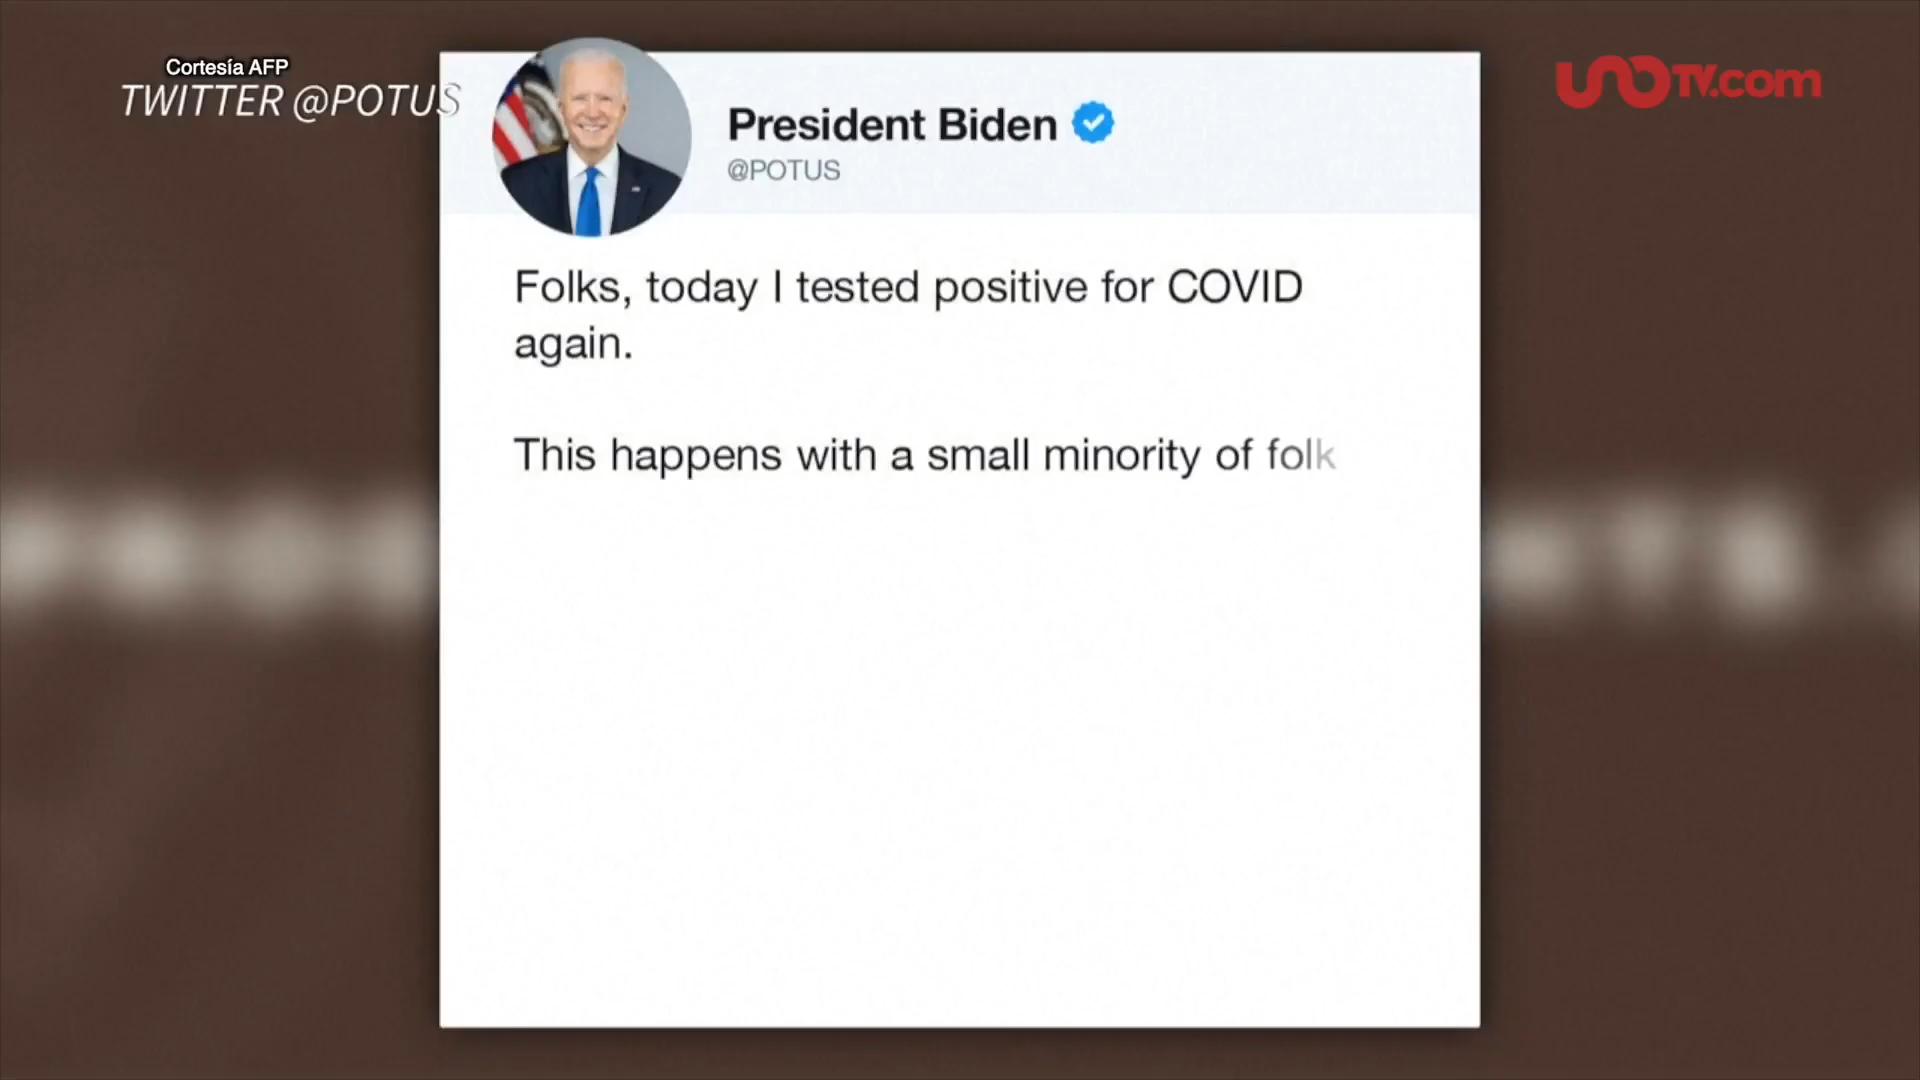 Cortesía AFP
TWITTER @POTUS
UNOTV.com
President Biden
@POTUS
Folks, today I tested positive for COVID
again.
This happens with a small minority of folk